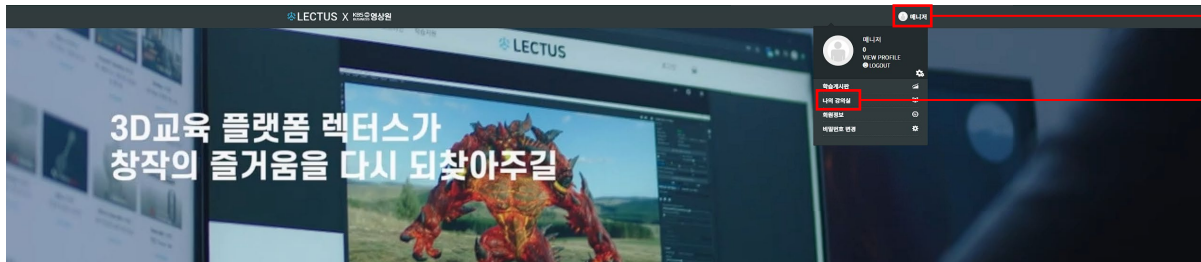 LECTUS X KBS BUSINESS 영상원
매니저
LECTUS
매니저
0
VIEW PROFILE
LOGOUT
학습게시판
나의 강의실
회원정보
비밀번호 변경
3D교육 플랫폼 렉터스가
창작의 즐거움을 다시 되찾아주길